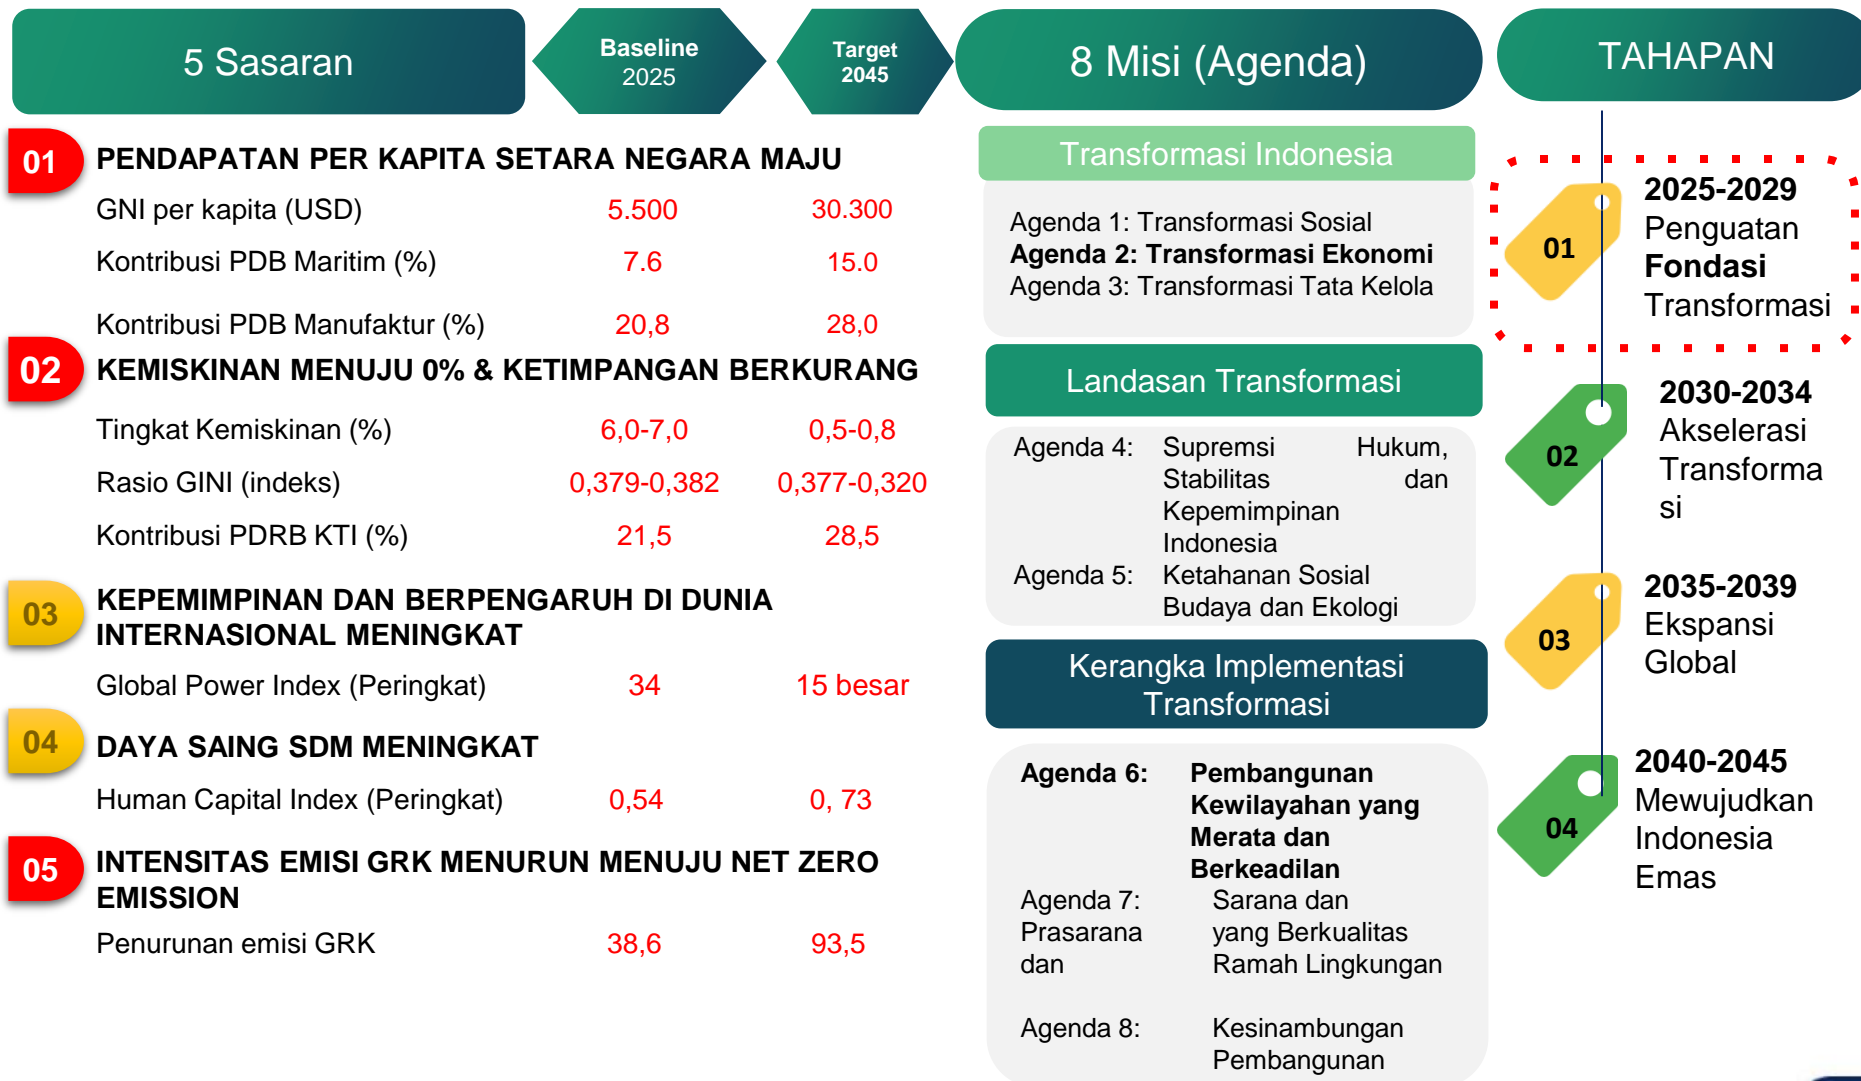 5 Sasaran
Baseline
2025
Target
2045
01
PENDAPATAN PER KAPITA SETARA NEGARA MAJU
GNI per kapita (USD) 5.500 30.300
Kontribusi PDB Maritim (%) 7.6 15.0
Kontribusi PDB Manufaktur (%) 20,8 28,0
02
KEMISKINAN MENUJU 0% & KETIMPANGAN BERKURANG
Tingkat Kemiskinan (%) 6,0-7,0 0,5-0,8
Rasio GINI (indeks) 0,379-0,382 0,377-0,320
Kontribusi PDRB KTI (%) 21,5 28,5
03
KEPEMIMPINAN DAN BERPENGARUH DI DUNIA
INTERNASIONAL MENINGKAT
Global Power Index (Peringkat) 34 15 besar
04
DAYA SAING SDM MENINGKAT
Human Capital Index (Peringkat) 0,54 0, 73
05
INTENSITAS EMISI GRK MENURUN MENUJU NET ZERO
EMISSION
Penurunan emisi GRK 38,6 93,5
8 Misi (Agenda)
Transformasi Indonesia
Agenda 1: Transformasi Sosial
Agenda 2: Transformasi Ekonomi
Agenda 3: Transformasi Tata Kelola
Landasan Transformasi
Agenda 4: Supremsi Hukum,
Stabilitas dan
Kepemimpinan
Indonesia
Agenda 5: Ketahanan Sosial
Budaya dan Ekologi
Kerangka Implementasi
Transformasi
Agenda 6: Pembangunan
Kewilayahan yang
Merata dan
Berkeadilan
Agenda 7: Sarana dan
Prasarana yang Berkualitas
dan Ramah Lingkungan
Agenda 8: Kesinambungan
Pembangunan
TAHAPAN
01
2025-2029
Penguatan
Fondasi
Transformasi
02
2030-2034
Akselerasi
Transforma
si
03
2035-2039
Ekspansi
Global
04
2040-2045
Mewujudkan
Indonesia
Emas